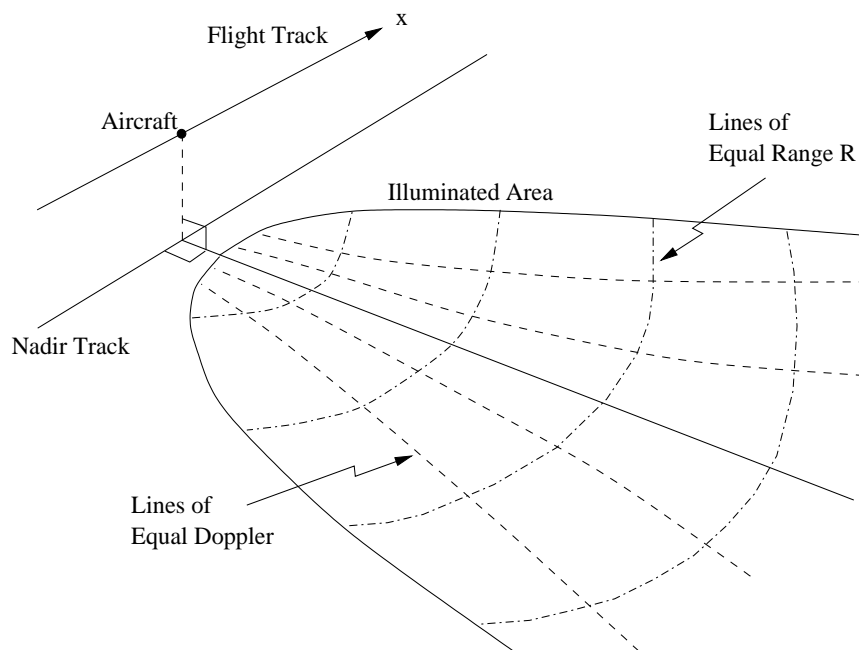 x
Flight Track
Aircraft
Lines of
Equal Range R
Illuminated Area
Nadir Track
Lines of
Equal Doppler